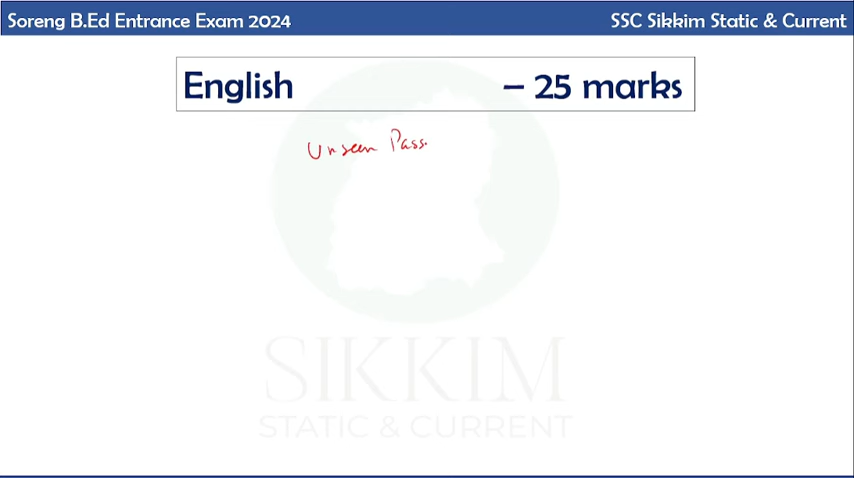 Soreng B.Ed Entrance Exam 2024
SSC Sikkim Static & Current
English – 25 marks
Unseen Pass.
SIKKIM
STATIC & CURRENT